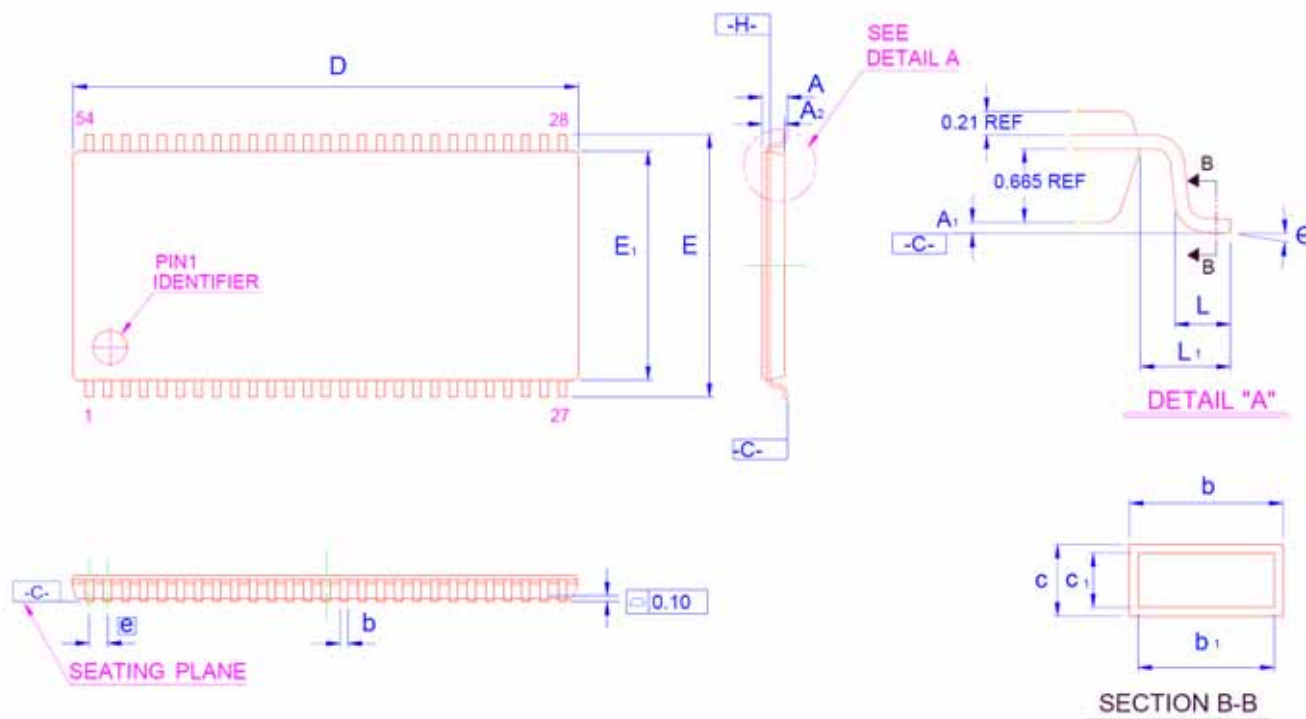 -H-
SEE
DETAIL A
D
A
A2
54
28
0.21 REF
0.665 REF
B
A1
-C-
B
E1
E
PIN1
IDENTIFIER
L
L1
DETAIL "A"
1
27
-C-
b
-C-
e
b
0.10
c
c1
SEATING PLANE
b1
SECTION B-B